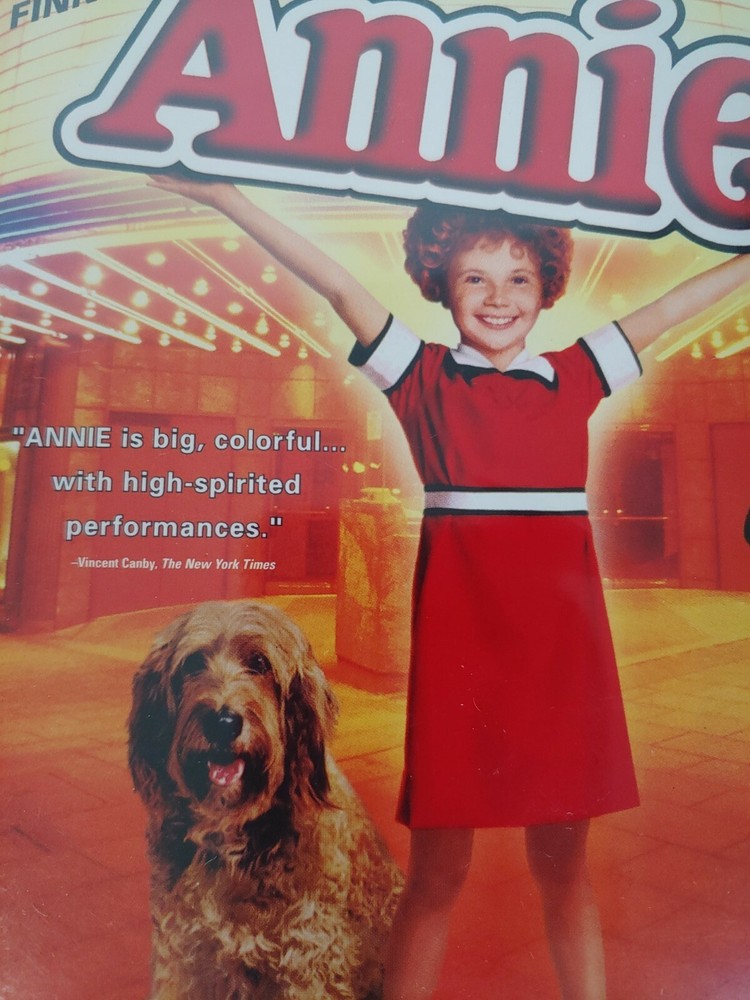 Annie
"ANNIE is big, colorful...
with high-spirited
performances."
–Vincent Canby, The New York Times